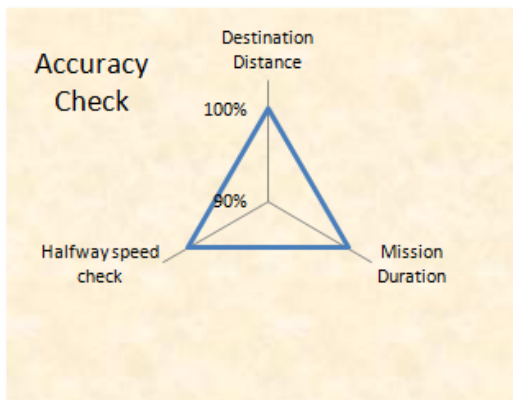 Accuracy
Check
Destination
Distance
100%
90%
Halfway speed
check
Mission
Duration